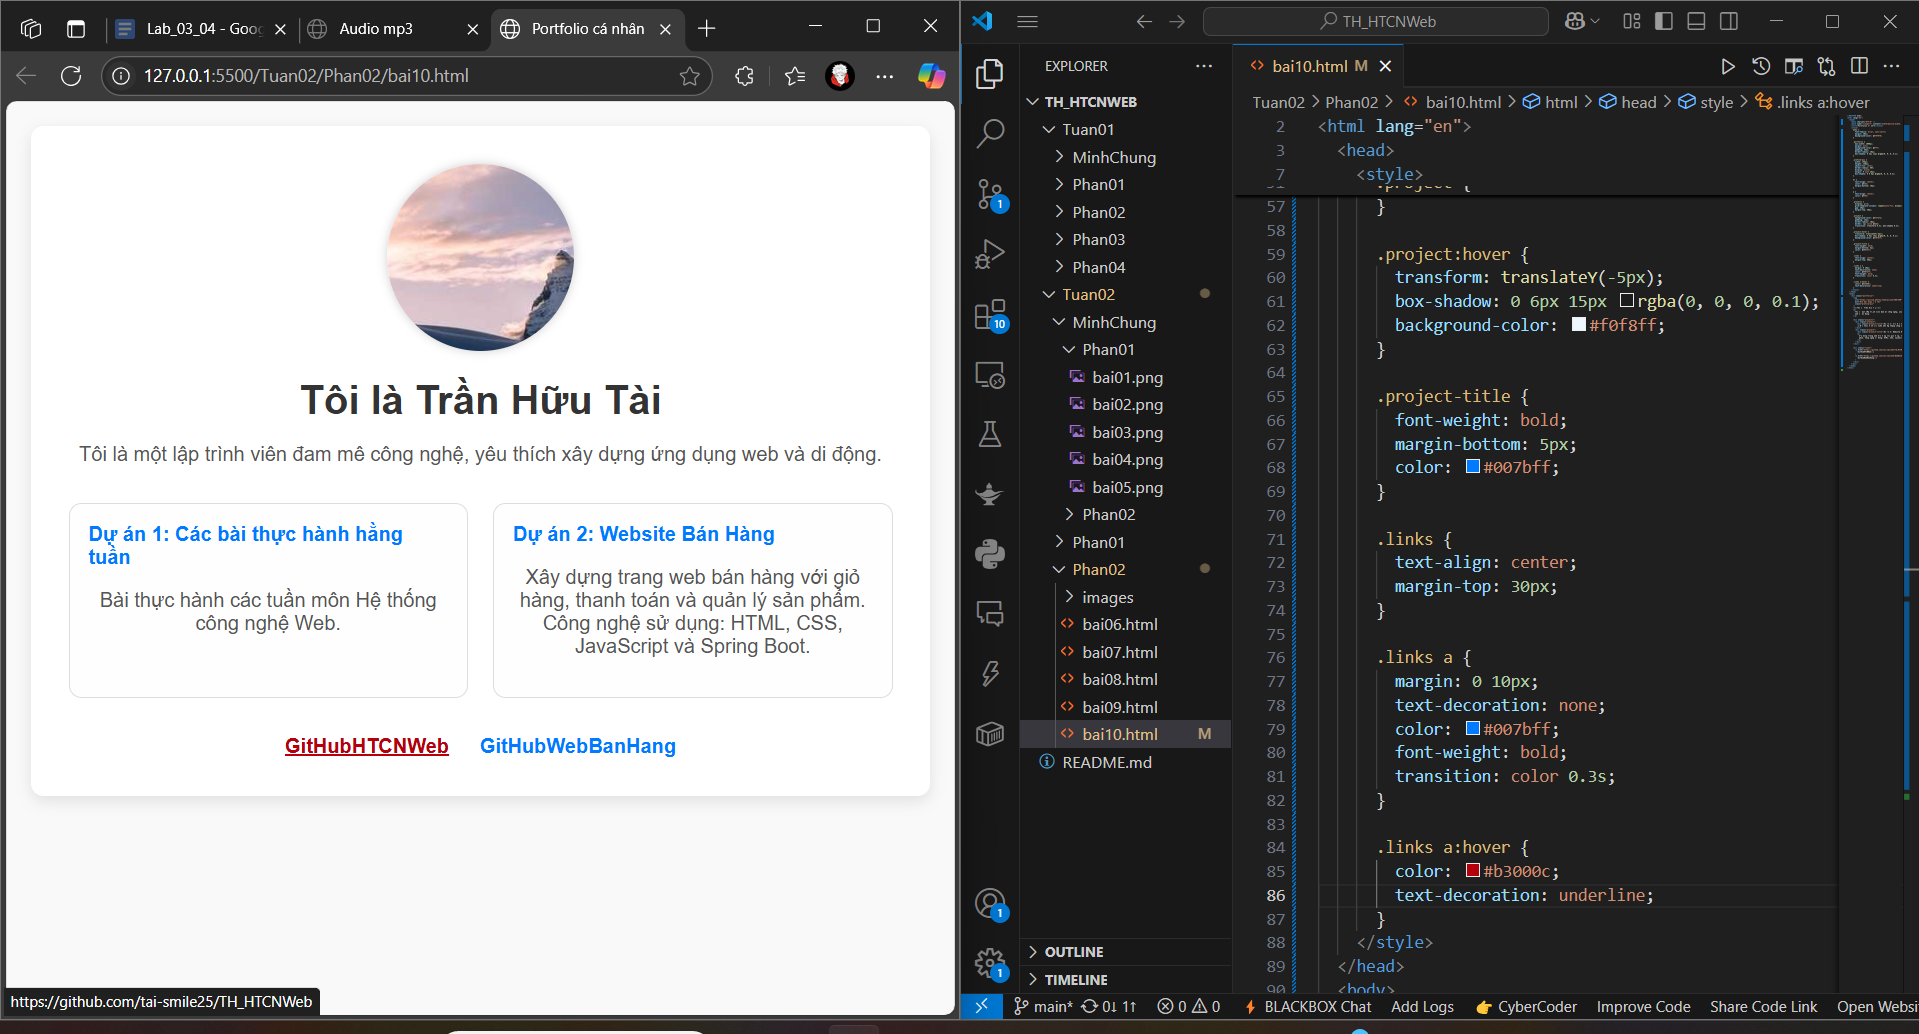 Lab_03_04 - Goo
Audio mp3
Portfolio cá nhân
127.0.0.1:5500/Tuan02/Phan02/bai10.html
Tôi là Trần Hữu Tài
Tôi là một lập trình viên đam mê công nghệ, yêu thích xây dựng ứng dụng web và di động.
Dự án 1: Các bài thực hành hằng
tuần
Bài thực hành các tuần môn Hệ thống
công nghệ Web.
Dự án 2: Website Bán Hàng
Xây dựng trang web bán hàng với giỏ
hàng, thanh toán và quản lý sản phẩm.
Công nghệ sử dụng: HTML, CSS,
JavaScript và Spring Boot.
GitHubHTCNWeb GitHubWebBanHang
https://github.com/tai-smile25/TH_HTCNWeb
TH_HTCNWeb
1
10
1
1
EXPLORER
TH_HTCNWEB
Tuan01
MinhChung
Phan01
Phan02
Phan03
Phan04
Tuan02
MinhChung
Phan01
bai01.png
bai02.png
bai03.png
bai04.png
bai05.png
Phan02
Phan01
Phan02
images
bai06.html
bai07.html
bai08.html
bai09.html
bai10.html M
README.md
OUTLINE
TIMELINE
bai10.html M
Tuan02 > Phan02 > bai10.html > html > head > style > .links a:hover
2 <html lang="en">
3 <head>
7 <style>
57 }
58
59 .project:hover {
60 transform: translateY(-5px);
61 box-shadow: 0 6px 15px rgba(0, 0, 0, 0.1);
62 background-color: #f0f8ff;
63 }
64
65 .project-title {
66 font-weight: bold;
67 margin-bottom: 5px;
68 color: #007bff;
69 }
70
71 .links {
72 text-align: center;
73 margin-top: 30px;
74 }
75
76 .links a {
77 margin: 0 10px;
78 text-decoration: none;
79 color: #007bff;
80 font-weight: bold;
81 transition: color 0.3s;
82 }
83
84 .links a:hover {
85 color: #b3000c;
86 text-decoration: underline;
87 }
88 </style>
89 </head>
90 <body>
main* 0↓ 1↑ 0 0 BLACKBOX Chat Add Logs CyberCoder Improve Code Share Code Link Open Websi